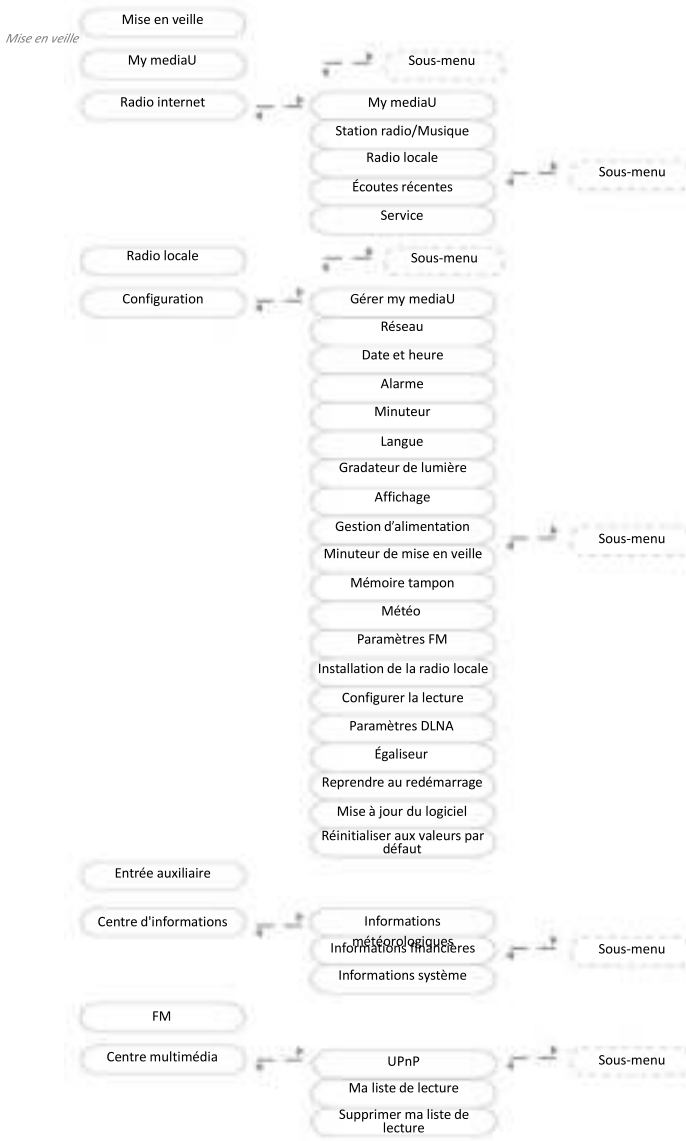 Mise en veille
Mise en veille
My mediaU
Sous-menu
Radio internet
My mediaU
Station radio/Musique
Radio locale
Écoutes récentes
Service
Sous-menu
Radio locale
Sous-menu
Configuration
Gérer my mediaU
Réseau
Date et heure
Alarme
Minuteur
Langue
Gradateur de lumière
Affichage
Gestion d’alimentation
Minuteur de mise en veille
Mémoire tampon
Météo
Paramètres FM
Installation de la radio locale
Configurer la lecture
Paramètres DLNA
Égaliseur
Reprendre au redémarrage
Mise à jour du logiciel
Réinitialiser aux valeurs par
défaut
Sous-menu
Entrée auxiliaire
Centre d'informations
Informations
météorologiques
Informations financières
Informations système
Sous-menu
FM
Centre multimédia
UPnP
Sous-menu
Ma liste de lecture
Supprimer ma liste de
lecture